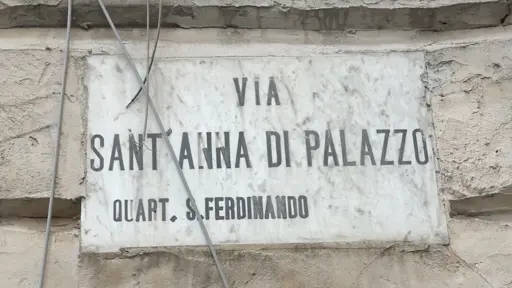 VIA
SANT'ANNA DI PALAZZO
QUART. S. FERDINANDO